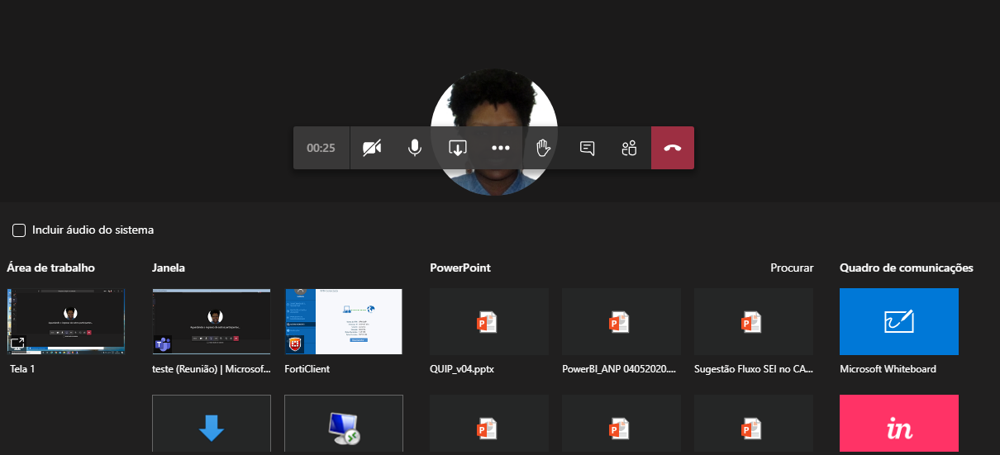 00:25
Incluir áudio do sistema
Área de trabalho
Janela
PowerPoint
Procurar
Quadro de comunicações
Tela 1
teste (Reunião) | Microsof...
FortiClient
QUIP_v04.pptx
PowerBI_ANP 04052020....
Sugestão Fluxo SEI no CA...
Microsoft Whiteboard
in